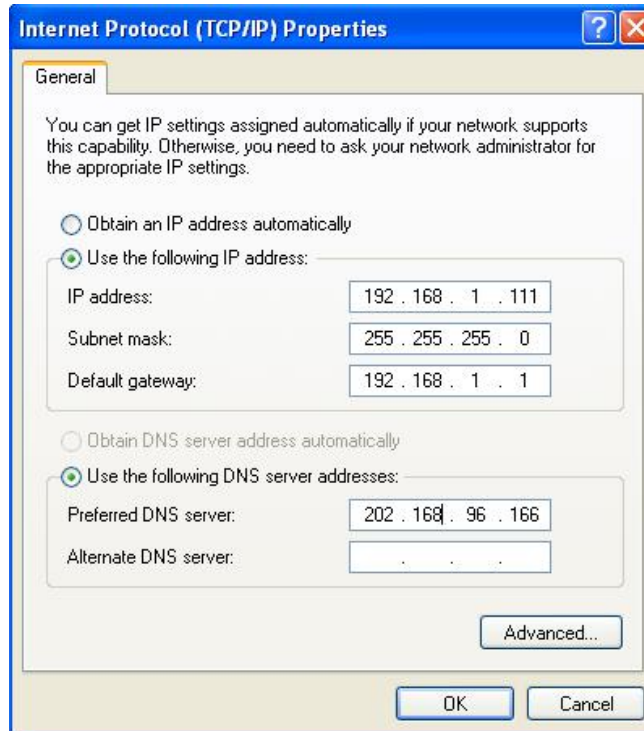 Internet Protocol (TCP/IP) Properties
General
You can get IP settings assigned automatically if your network supports
this capability. Otherwise, you need to ask your network administrator for
the appropriate IP settings.
Obtain an IP address automatically
Use the following IP address:
IP address: 192 . 168 . 1 . 111
Subnet mask: 255 . 255 . 255 . 0
Default gateway: 192 . 168 . 1 . 1
Obtain DNS server address automatically
Use the following DNS server addresses:
Preferred DNS server: 202 . 168 . 96 . 166
Alternate DNS server: . . .
Advanced...
OK Cancel